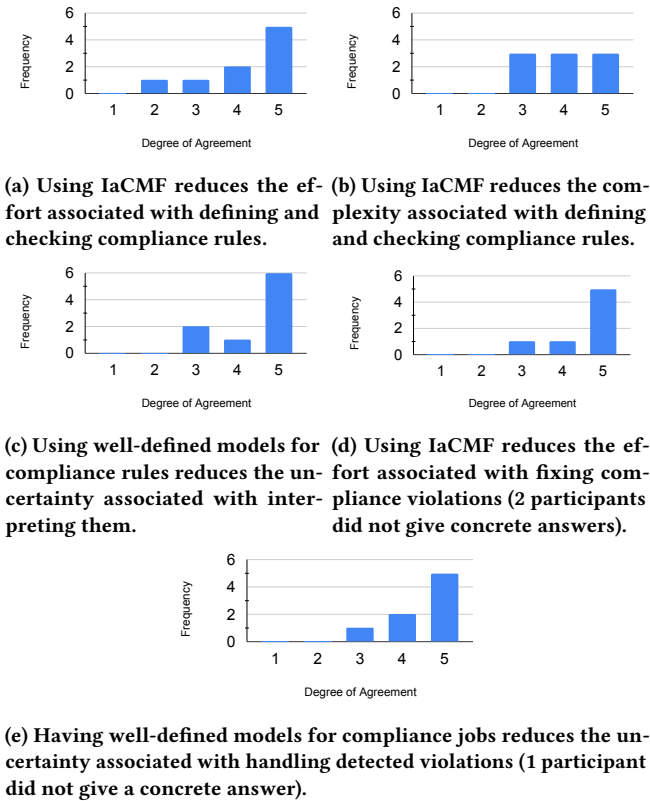 6
4
2
0
Frequency
1 2 3 4 5
Degree of Agreement
6
4
2
0
Frequency
1 2 3 4 5
Degree of Agreement
(a) Using IaCMF reduces the ef-
fort associated with defining and
checking compliance rules.
(b) Using IaCMF reduces the com-
plexity associated with defining
and checking compliance rules.
6
4
2
0
Frequency
1 2 3 4 5
Degree of Agreement
6
4
2
0
Frequency
1 2 3 4 5
Degree of Agreement
(c) Using well-defined models for
compliance rules reduces the un-
certainty associated with inter-
preting them.
(d) Using IaCMF reduces the ef-
fort associated with fixing com-
pliance violations (2 participants
did not give concrete answers).
6
4
2
0
Frequency
1 2 3 4 5
Degree of Agreement
(e) Having well-defined models for compliance jobs reduces the un-
certainty associated with handling detected violations (1 participant
did not give a concrete answer).